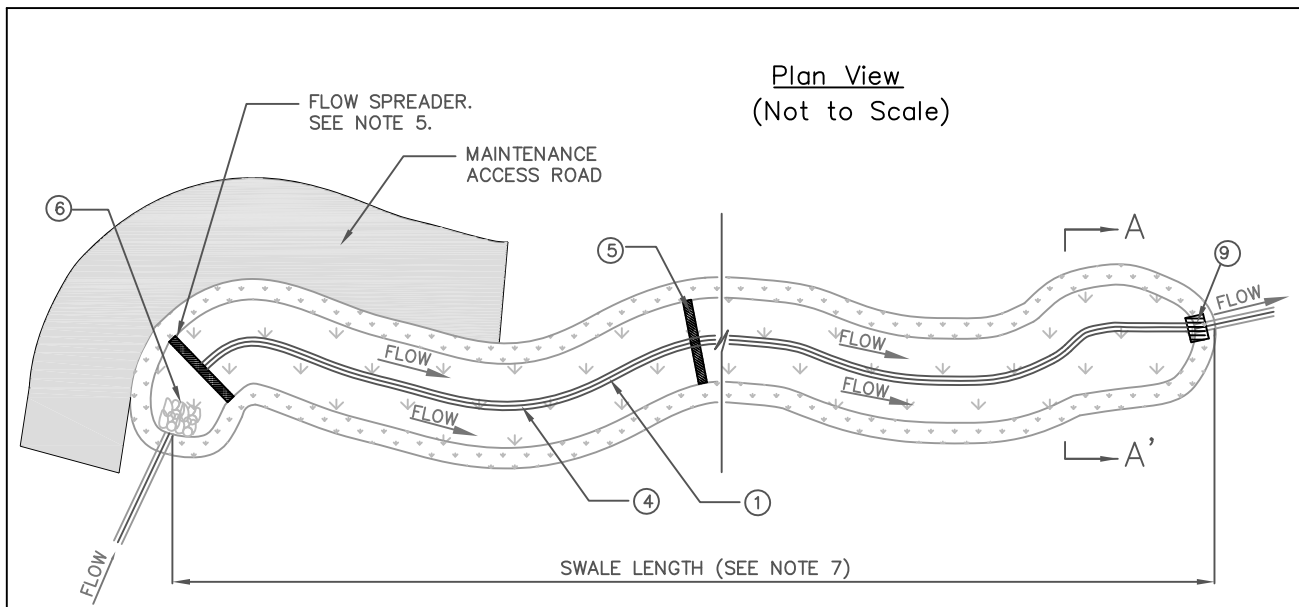 Plan View
(Not to Scale)
FLOW SPREADER.
SEE NOTE 5.
MAINTENANCE
ACCESS ROAD
6
5
A
9
FLOW
FLOW
FLOW
FLOW
FLOW
A'
4
1
FLOW
SWALE LENGTH (SEE NOTE 7)